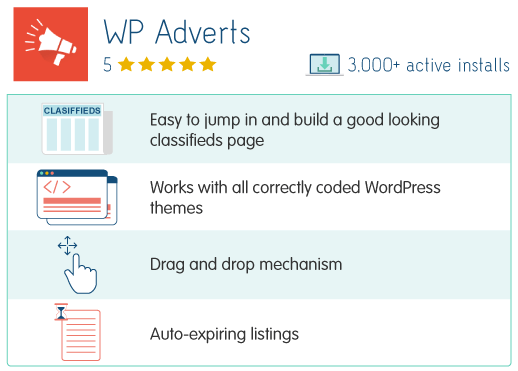 WP Adverts
5
3,000+ active installs
CLASIFFIEDS
Easy to jump in and build a good looking
classifieds page
</>
Works with all correctly coded WordPress
themes
Drag and drop mechanism
Auto-expiring listings